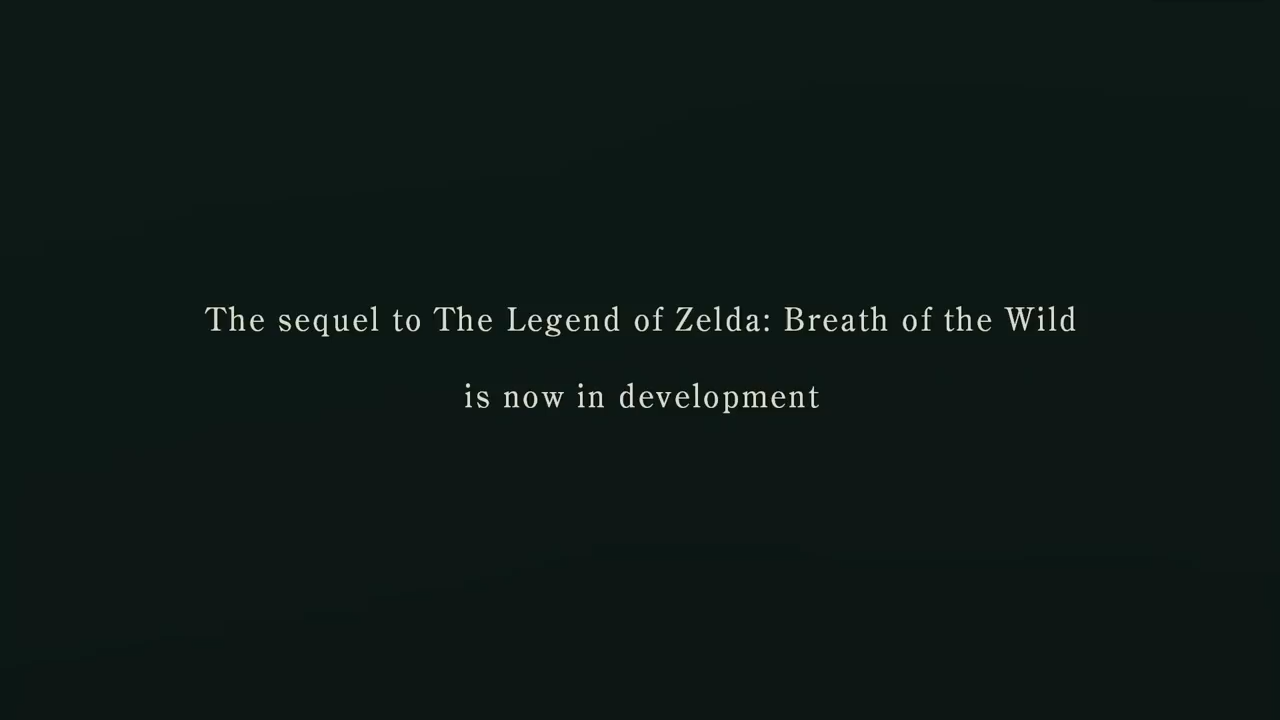 The sequel to The Legend of Zelda: Breath of the Wild
is now in development